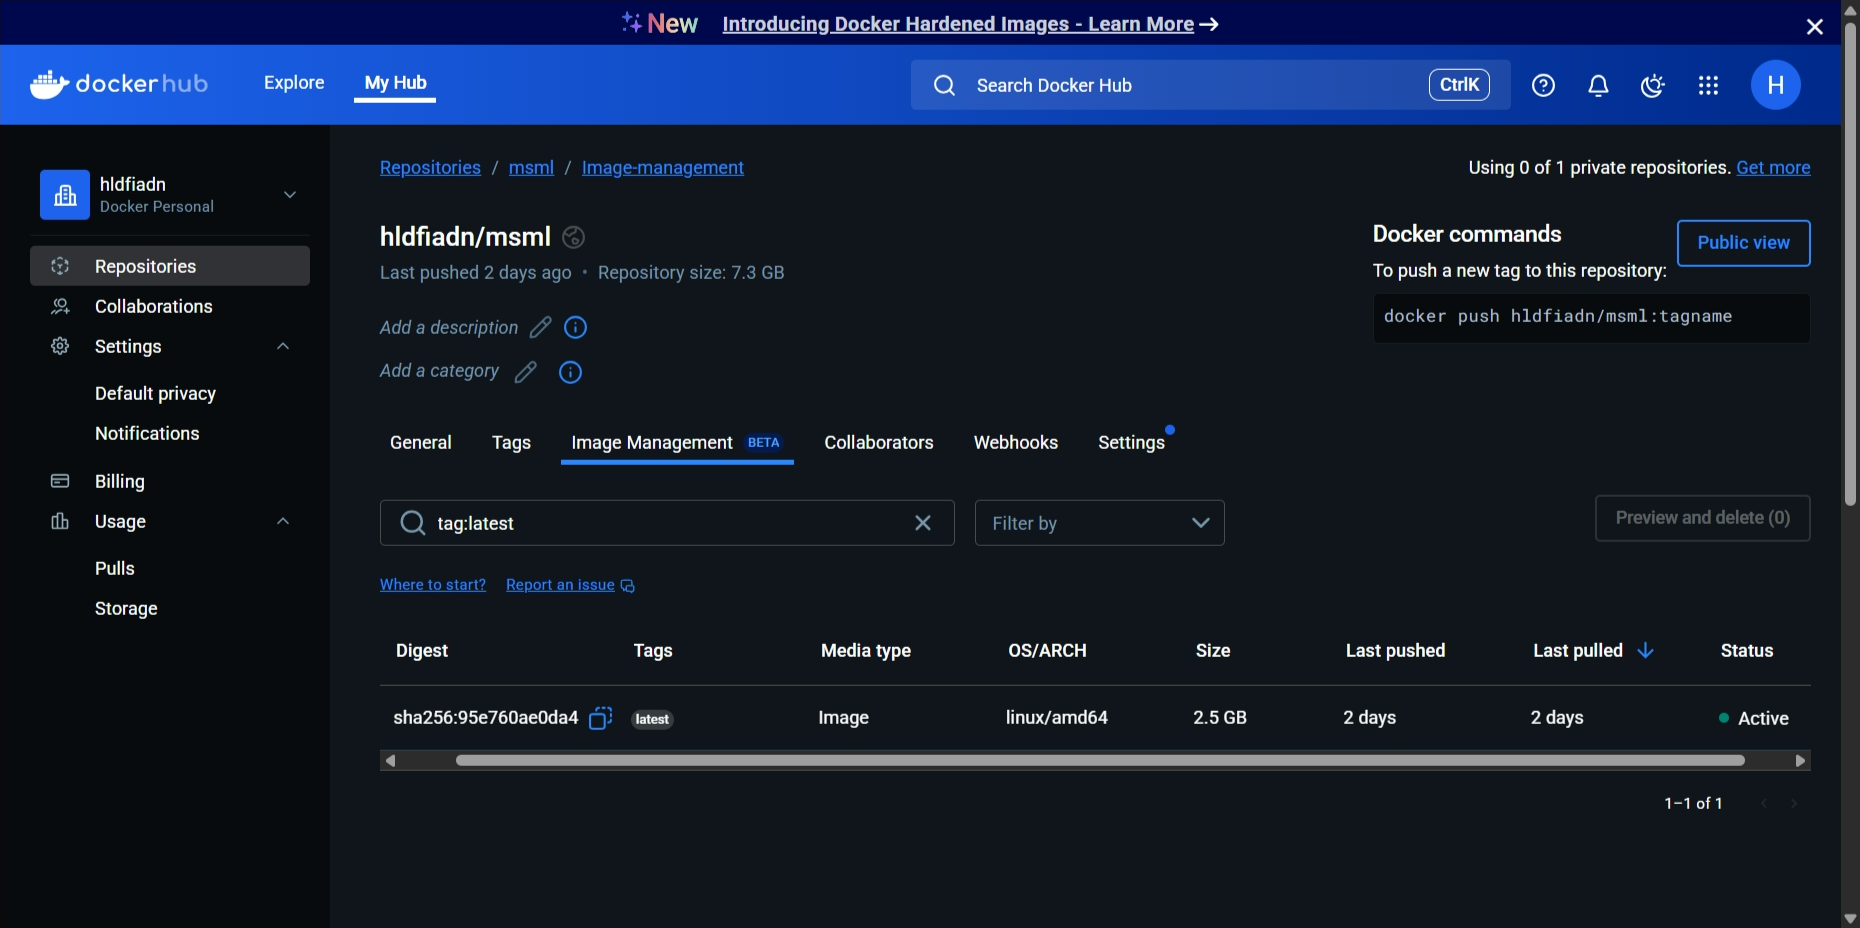 New Introducing Docker Hardened Images - Learn More →
dockerhub Explore My Hub Search Docker Hub CtrlK H
hldfiadn
Docker Personal
Repositories
Collaborations
Settings
Default privacy
Notifications
Billing
Usage
Pulls
Storage
Repositories / msml / Image-management
Using 0 of 1 private repositories. Get more
hldfiadn/msml
Last pushed 2 days ago • Repository size: 7.3 GB
Add a description
Add a category
Docker commands
Public view
To push a new tag to this repository:
docker push hldfiadn/msml:tagname
General Tags Image Management BETA Collaborators Webhooks Settings
tag:latest Filter by Preview and delete (0)
Where to start? Report an issue
Digest Tags Media type OS/ARCH Size Last pushed Last pulled Status
sha256:95e760ae0da4 latest Image linux/amd64 2.5 GB 2 days 2 days Active
1–1 of 1